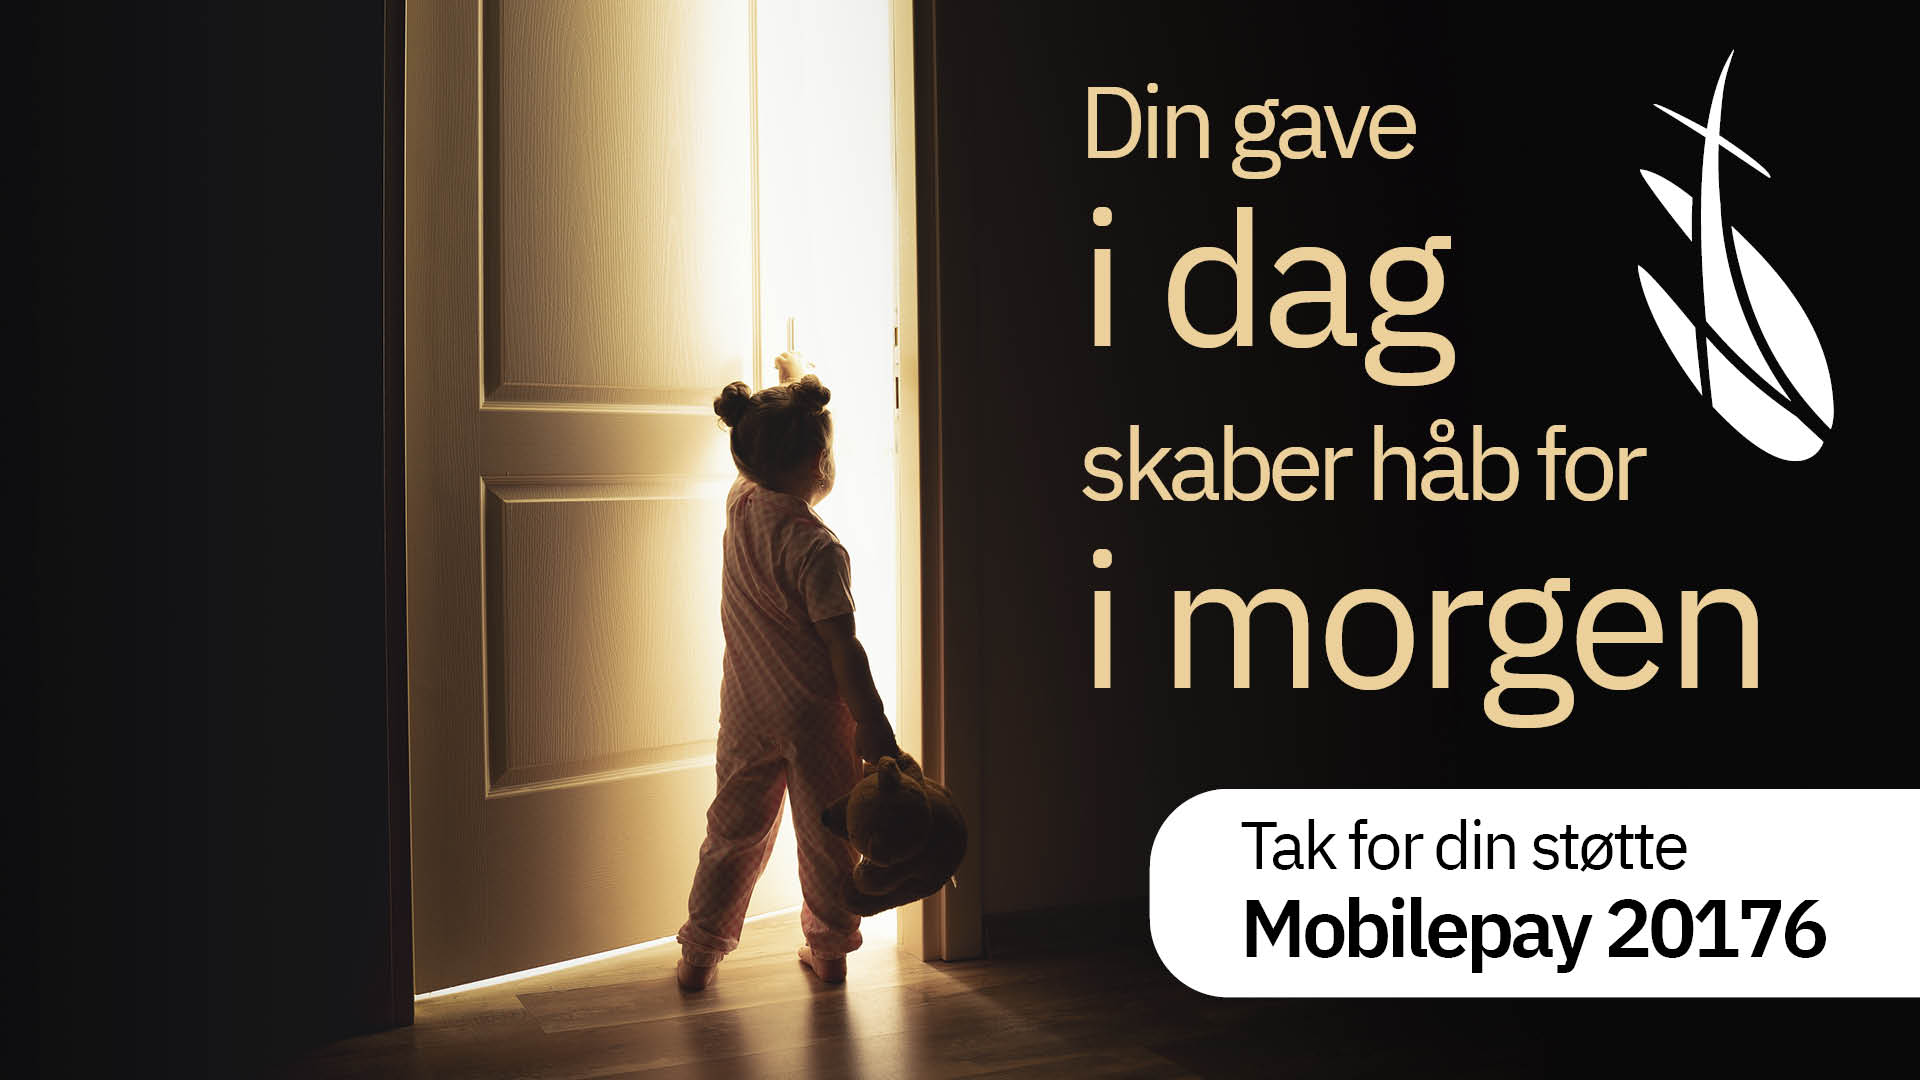 Din gave
i dag
skaber håb for
i morgen
Tak for din støtte
Mobilepay 20176